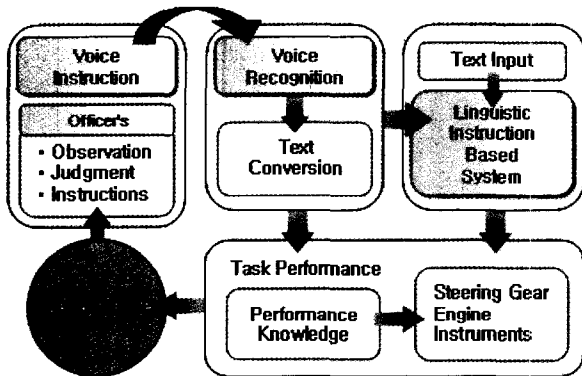 Voice
Instruction
Officer's
• Observation
• Judgment
• Instructions
Voice
Recognition
Text
Conversion
Text Input
Linguistic
Instruction
Based
System
Task Performance
Performance
Knowledge
Steering Gear
Engine
Instruments